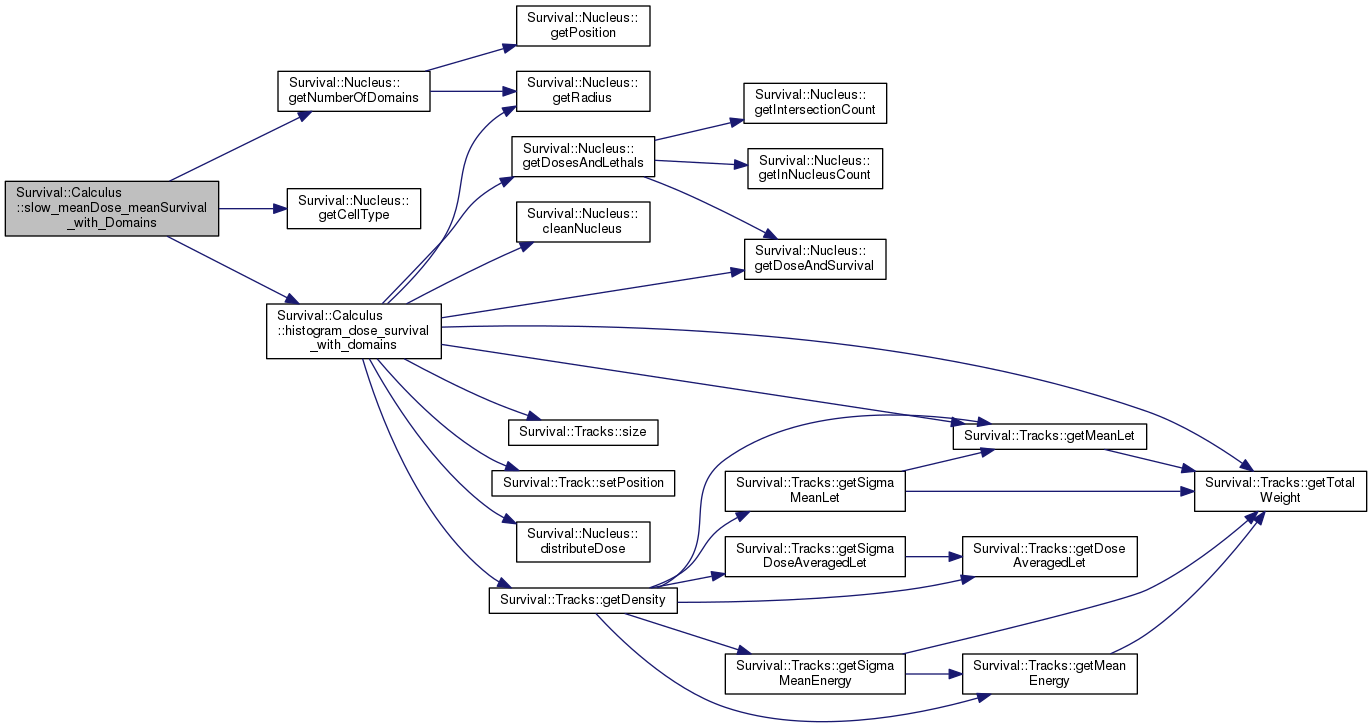 Survival::Nucleus::
getPosition
Survival::Nucleus::
getNumberOfDomains
Survival::Nucleus::
getRadius
Survival::Nucleus::
getIntersectionCount
Survival::Nucleus::
getDosesAndLethals
Survival::Nucleus::
getInNucleusCount
Survival::Calculus
::slow_meanDose_meanSurvival
_with_Domains
Survival::Nucleus::
getCellType
Survival::Nucleus::
cleanNucleus
Survival::Nucleus::
getDoseAndSurvival
Survival::Calculus
::histogram_dose_survival
_with_domains
Survival::Tracks::size
Survival::Tracks::getMeanLet
Survival::Track::setPosition
Survival::Tracks::getSigma
MeanLet
Survival::Tracks::getTotal
Weight
Survival::Nucleus::
distributeDose
Survival::Tracks::getSigma
DoseAveragedLet
Survival::Tracks::getDose
AveragedLet
Survival::Tracks::getDensity
Survival::Tracks::getSigma
MeanEnergy
Survival::Tracks::getMean
Energy